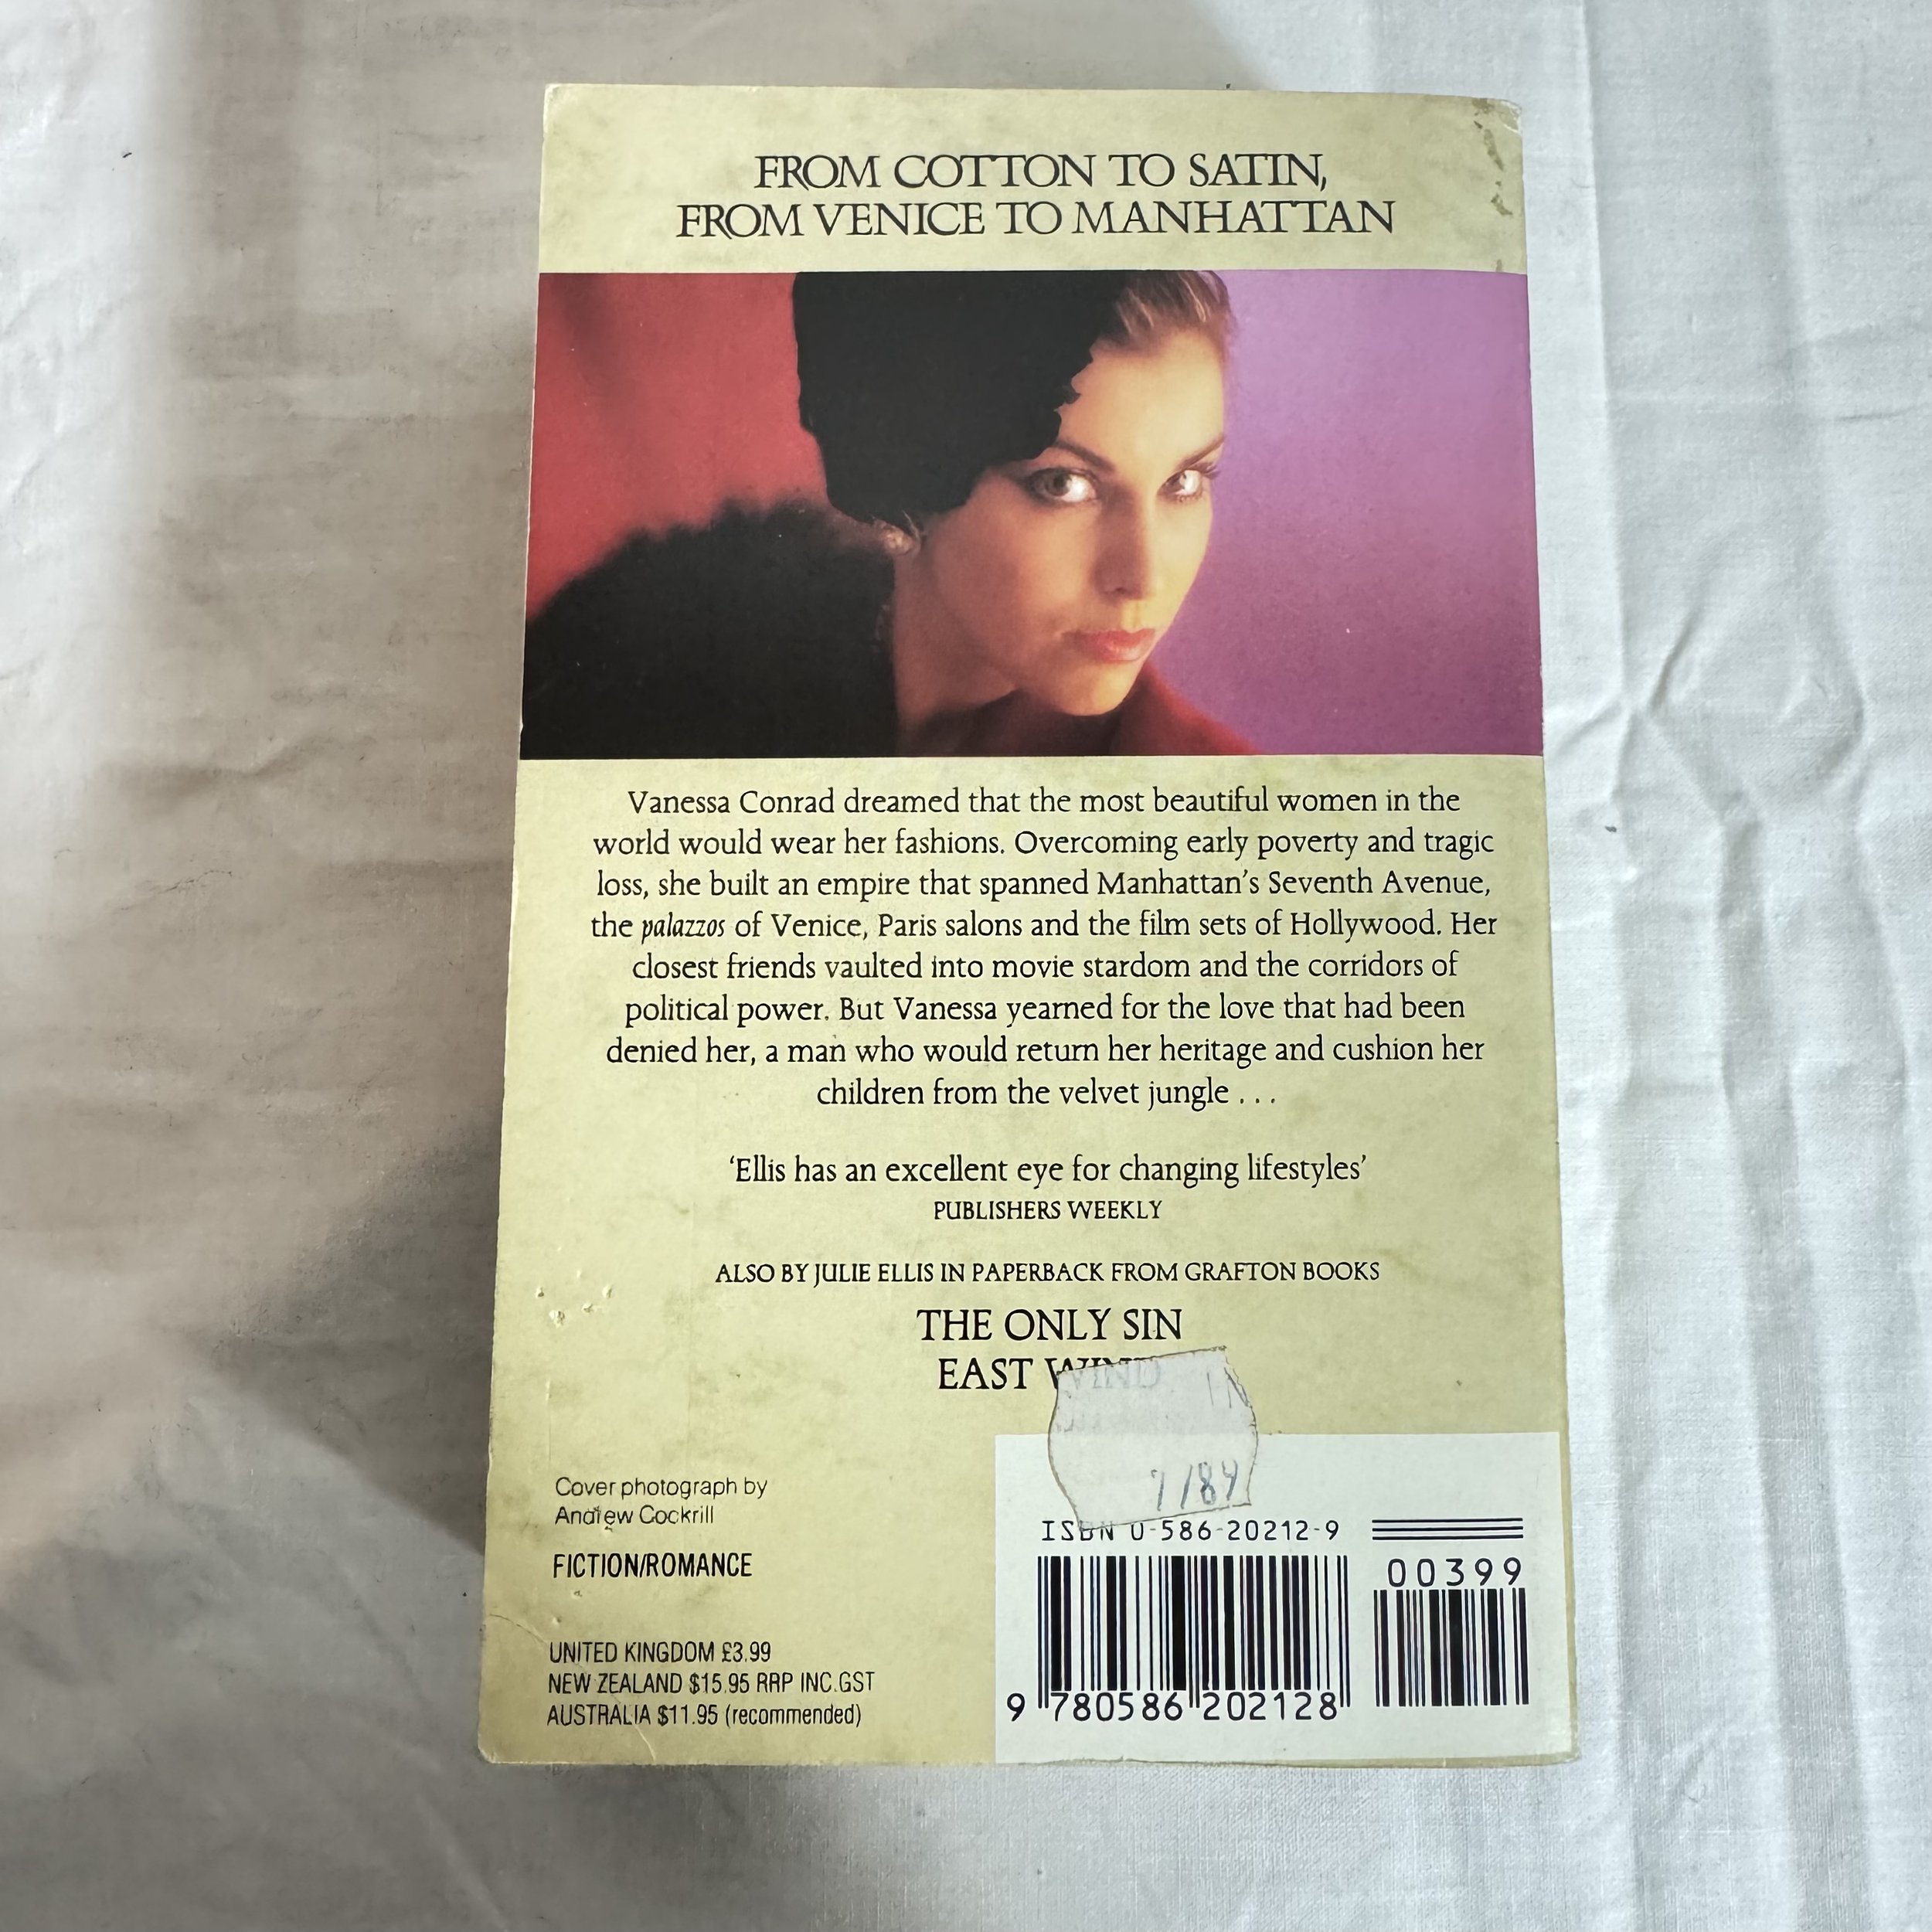 FROM COTTON TO SATIN,
FROM VENICE TO MANHATTAN
Vanessa Conrad dreamed that the most beautiful women in the
world would wear her fashions. Overcoming early poverty and tragic
loss, she built an empire that spanned Manhattan's Seventh Avenue,
the palazzos of Venice, Paris salons and the film sets of Hollywood. Her
closest friends vaulted into movie stardom and the corridors of
political power. But Vanessa yearned for the love that had been
denied her, a man who would return her heritage and cushion her
children from the velvet jungle . . .
'Ellis has an excellent eye for changing lifestyles'
PUBLISHERS WEEKLY
ALSO BY JULIE ELLIS IN PAPERBACK FROM GRAFTON BOOKS
THE ONLY SIN
EAST WIND
7/89
Cover photograph by
Andrew Cockrill
FICTION/ROMANCE
UNITED KINGDOM £3.99
NEW ZEALAND $15.95 RRP INC.GST
AUSTRALIA $11.95 (recommended)
ISBN 0-586-20212-9
00399
9 780586 202128